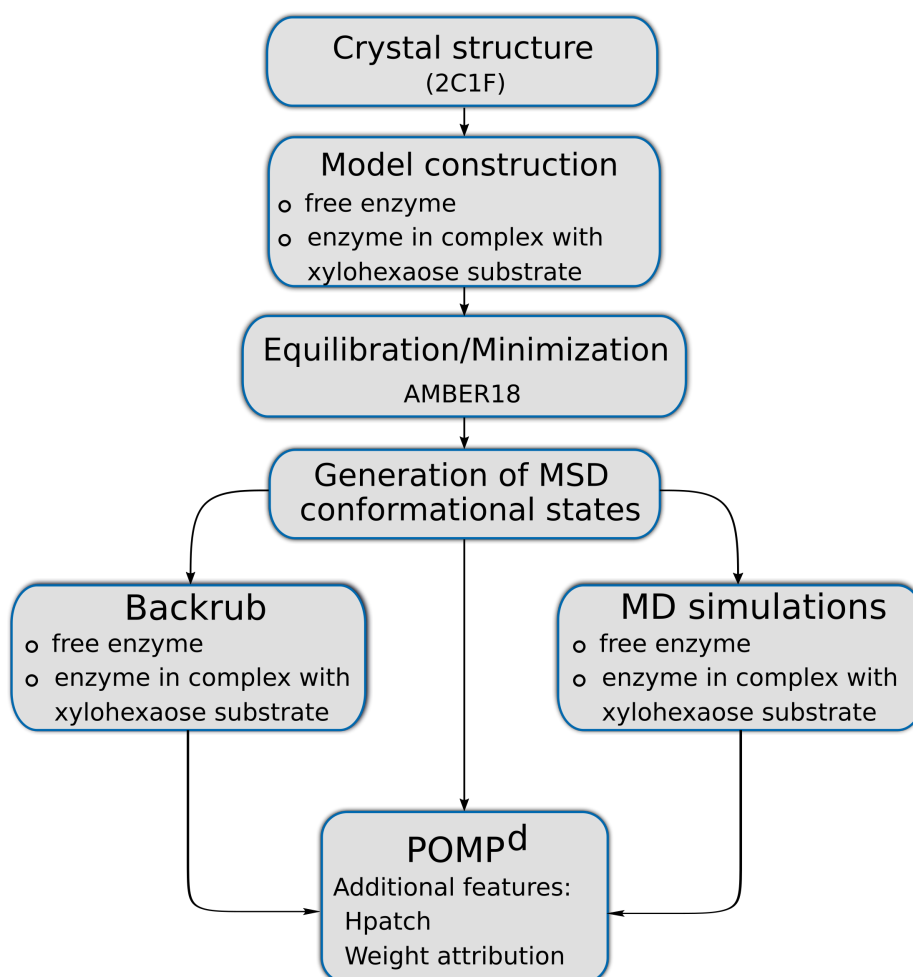 Crystal structure
(2C1F)
Model construction
free enzyme
enzyme in complex with
xylohexaose substrate
Equilibration/Minimization
AMBER18
Generation of MSD
conformational states
Backrub
free enzyme
enzyme in complex with
xylohexaose substrate
MD simulations
free enzyme
enzyme in complex with
xylohexaose substrate
POMPᵈ
Additional features:
Hpatch
Weight attribution